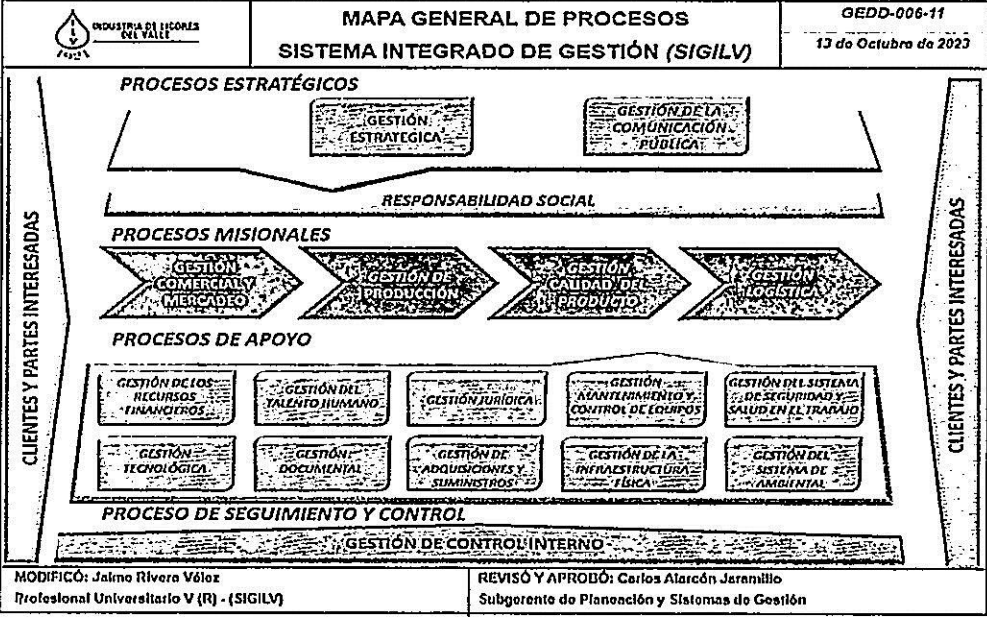 INDUSTRIA DE LICORES
DEL VALLE
MAPA GENERAL DE PROCESOS
SISTEMA INTEGRADO DE GESTIÓN (SIGILV)
GEDD-006-11
13 de Octubre de 2023
CLIENTES Y PARTES INTERESADAS
PROCESOS ESTRATÉGICOS
GESTIÓN
ESTRATEGICA
GESTIÓN DE LA
COMUNICACIÓN
PÚBLICA
RESPONSABILIDAD SOCIAL
PROCESOS MISIONALES
GESTIÓN
COMERCIAL Y
MERCADEO
GESTIÓN DE
PRODUCCIÓN
GESTIÓN
CALIDAD DEL
PRODUCTO
GESTIÓN
LOGÍSTICA
PROCESOS DE APOYO
GESTIÓN DE LOS
RECURSOS
FINANCIEROS
GESTIÓN DEL
TALENTO HUMANO
GESTIÓN JURÍDICA
GESTIÓN
MANTENIMIENTO Y
CONTROL DE EQUIPOS
GESTIÓN DEL SISTEMA
DE SEGURIDAD Y
SALUD EN EL TRABAJO
GESTIÓN
TECNOLÓGICA
GESTIÓN
DOCUMENTAL
GESTIÓN DE
ADQUISICIONES Y
SUMINISTROS
GESTIÓN DE LA
INFRAESTRUCTURA
FÍSICA
GESTIÓN DEL
SISTEMA DE
AMBIENTAL
PROCESO DE SEGUIMIENTO Y CONTROL
GESTIÓN DE CONTROL INTERNO
CLIENTES Y PARTES INTERESADAS
MODIFICÓ: Jaime Rivera Vélez
Profesional Universitario V (R) - (SIGILV)
REVISÓ Y APROBÓ: Carlos Alarcón Jaramillo
Subgerente de Planeación y Sistemas de Gestión